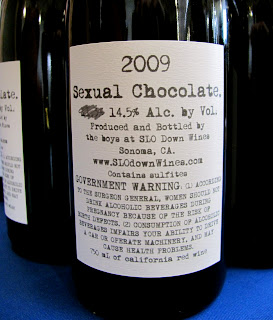 2009
Sexual Chocolate.
14.5% Alc. by Vol.
Produced and Bottled by
the boys at SLO Down Wines
Sonoma, CA.
www.SLOdownWines.com
Contains sulfites
GOVERNMENT WARNING. (1) ACCORDING
TO THE SURGEON GENERAL, WOMEN SHOULD NOT
DRINK ALCOHOLIC BEVERAGES DURING
PREGNANCY BECAUSE OF THE RISK OF
BIRTH DEFECTS. (2) CONSUMPTION OF ALCOHOLIC
BEVERAGES IMPAIRS YOUR ABILITY TO DRIVE
A CAR OR OPERATE MACHINERY, AND MAY
CAUSE HEALTH PROBLEMS.
750 mL of california red wine